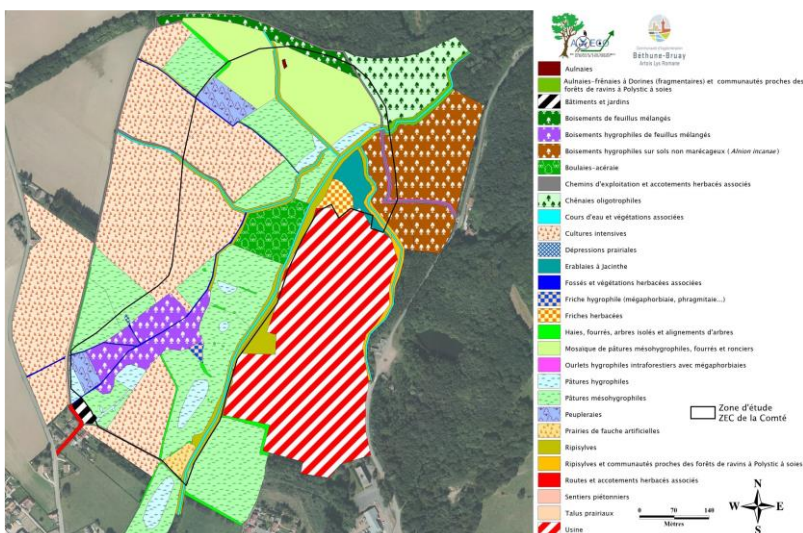 Communauté d'Agglomération
Béthune-Bruay
Artois Lys Romane
Aulnaies
Aulnaies-frênaies à Dorines (fragmentaires) et communautés proches des
forêts de ravins à Polystic à soies
Bâtiments et jardins
Boisements de feuillus mélangés
Boisements hygrophiles de feuillus mélangés
Boisements hygrophiles sur sols non marécageux (Alnion incanae)
Boulaies-acéraie
Chemins d'exploitation et accotements herbacés associés
Chênaies oligotrophiles
Cours d'eau et végétations associées
Cultures intensives
Dépressions prairiales
Erablaies à Jacinthe
Fossés et végétations herbacées associées
Friche hygrophile (mégaphorbiaie, phragmitaie...)
Friches herbacées
Haies, fourrés, arbres isolés et alignements d'arbres
Mosaïque de pâtures mésohygrophiles, fourrés et ronciers
Ourlets hygrophiles intraforestiers avec mégaphorbiaies
Pâtures hygrophiles
Pâtures mésohygrophiles
Peupleraies
Prairies de fauche artificielles
Ripisylves
Ripisylves et communautés proches des forêts de ravins à Polystic à soies
Routes et accotements herbacés associés
Sentiers piétonniers
Talus prairiaux
Usine
Zone d'étude
ZEC de la Comté
0 70 140
Mètres
N
W E
S